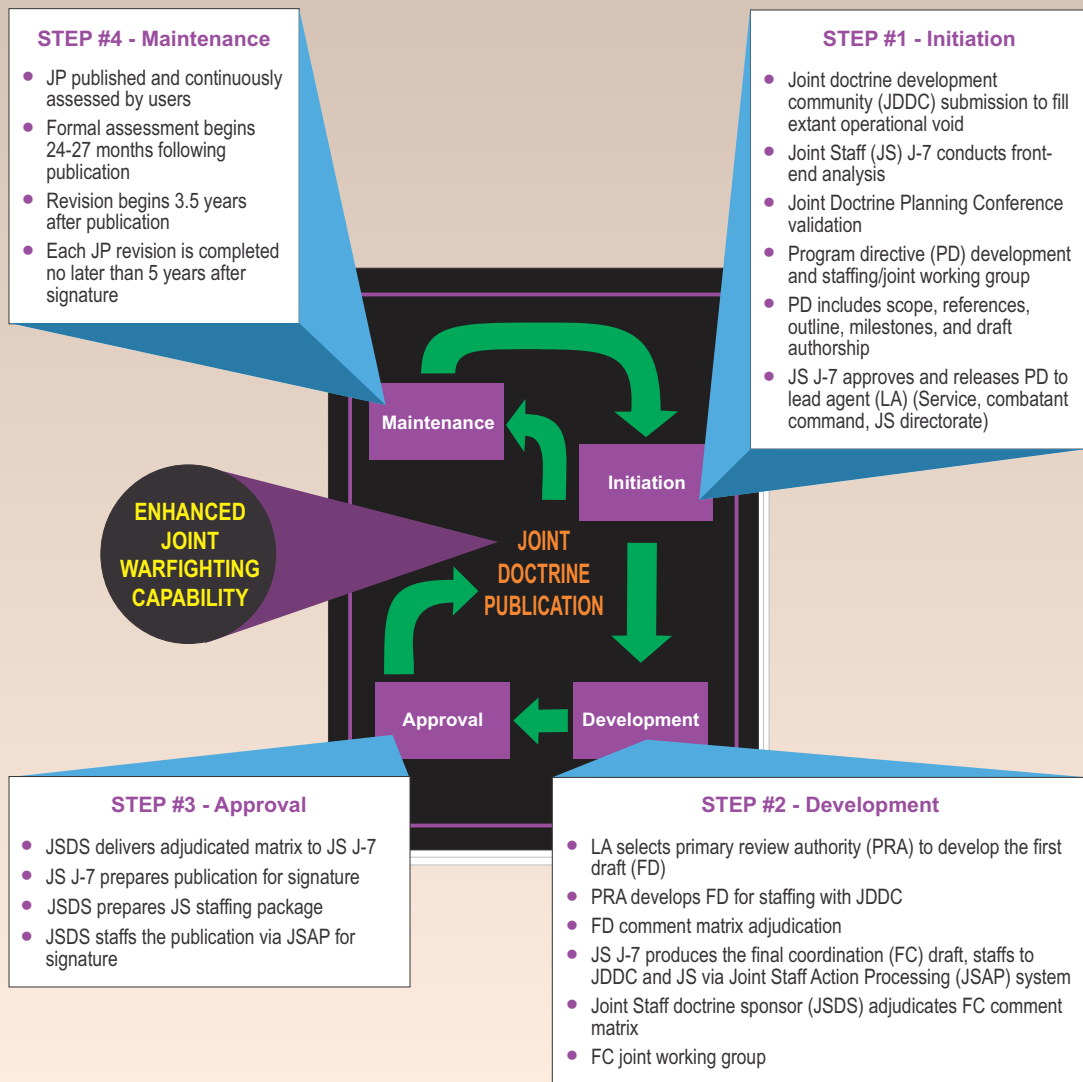 STEP #4 - Maintenance
• JP published and continuously
assessed by users
• Formal assessment begins
24-27 months following
publication
• Revision begins 3.5 years
after publication
• Each JP revision is completed
no later than 5 years after
signature
STEP #1 - Initiation
• Joint doctrine development
community (JDDC) submission to fill
extant operational void
• Joint Staff (JS) J-7 conducts front-
end analysis
• Joint Doctrine Planning Conference
validation
• Program directive (PD) development
and staffing/joint working group
• PD includes scope, references,
outline, milestones, and draft
authorship
• JS J-7 approves and releases PD to
lead agent (LA) (Service, combatant
command, JS directorate)
Maintenance
Initiation
ENHANCED
JOINT
WARFIGHTING
CAPABILITY
JOINT
DOCTRINE
PUBLICATION
Approval
Development
STEP #3 - Approval
• JSDS delivers adjudicated matrix to JS J-7
• JS J-7 prepares publication for signature
• JSDS prepares JS staffing package
• JSDS staffs the publication via JSAP for
signature
STEP #2 - Development
• LA selects primary review authority (PRA) to develop the first
draft (FD)
• PRA develops FD for staffing with JDDC
• FD comment matrix adjudication
• JS J-7 produces the final coordination (FC) draft, staffs to
JDDC and JS via Joint Staff Action Processing (JSAP) system
• Joint Staff doctrine sponsor (JSDS) adjudicates FC comment
matrix
• FC joint working group